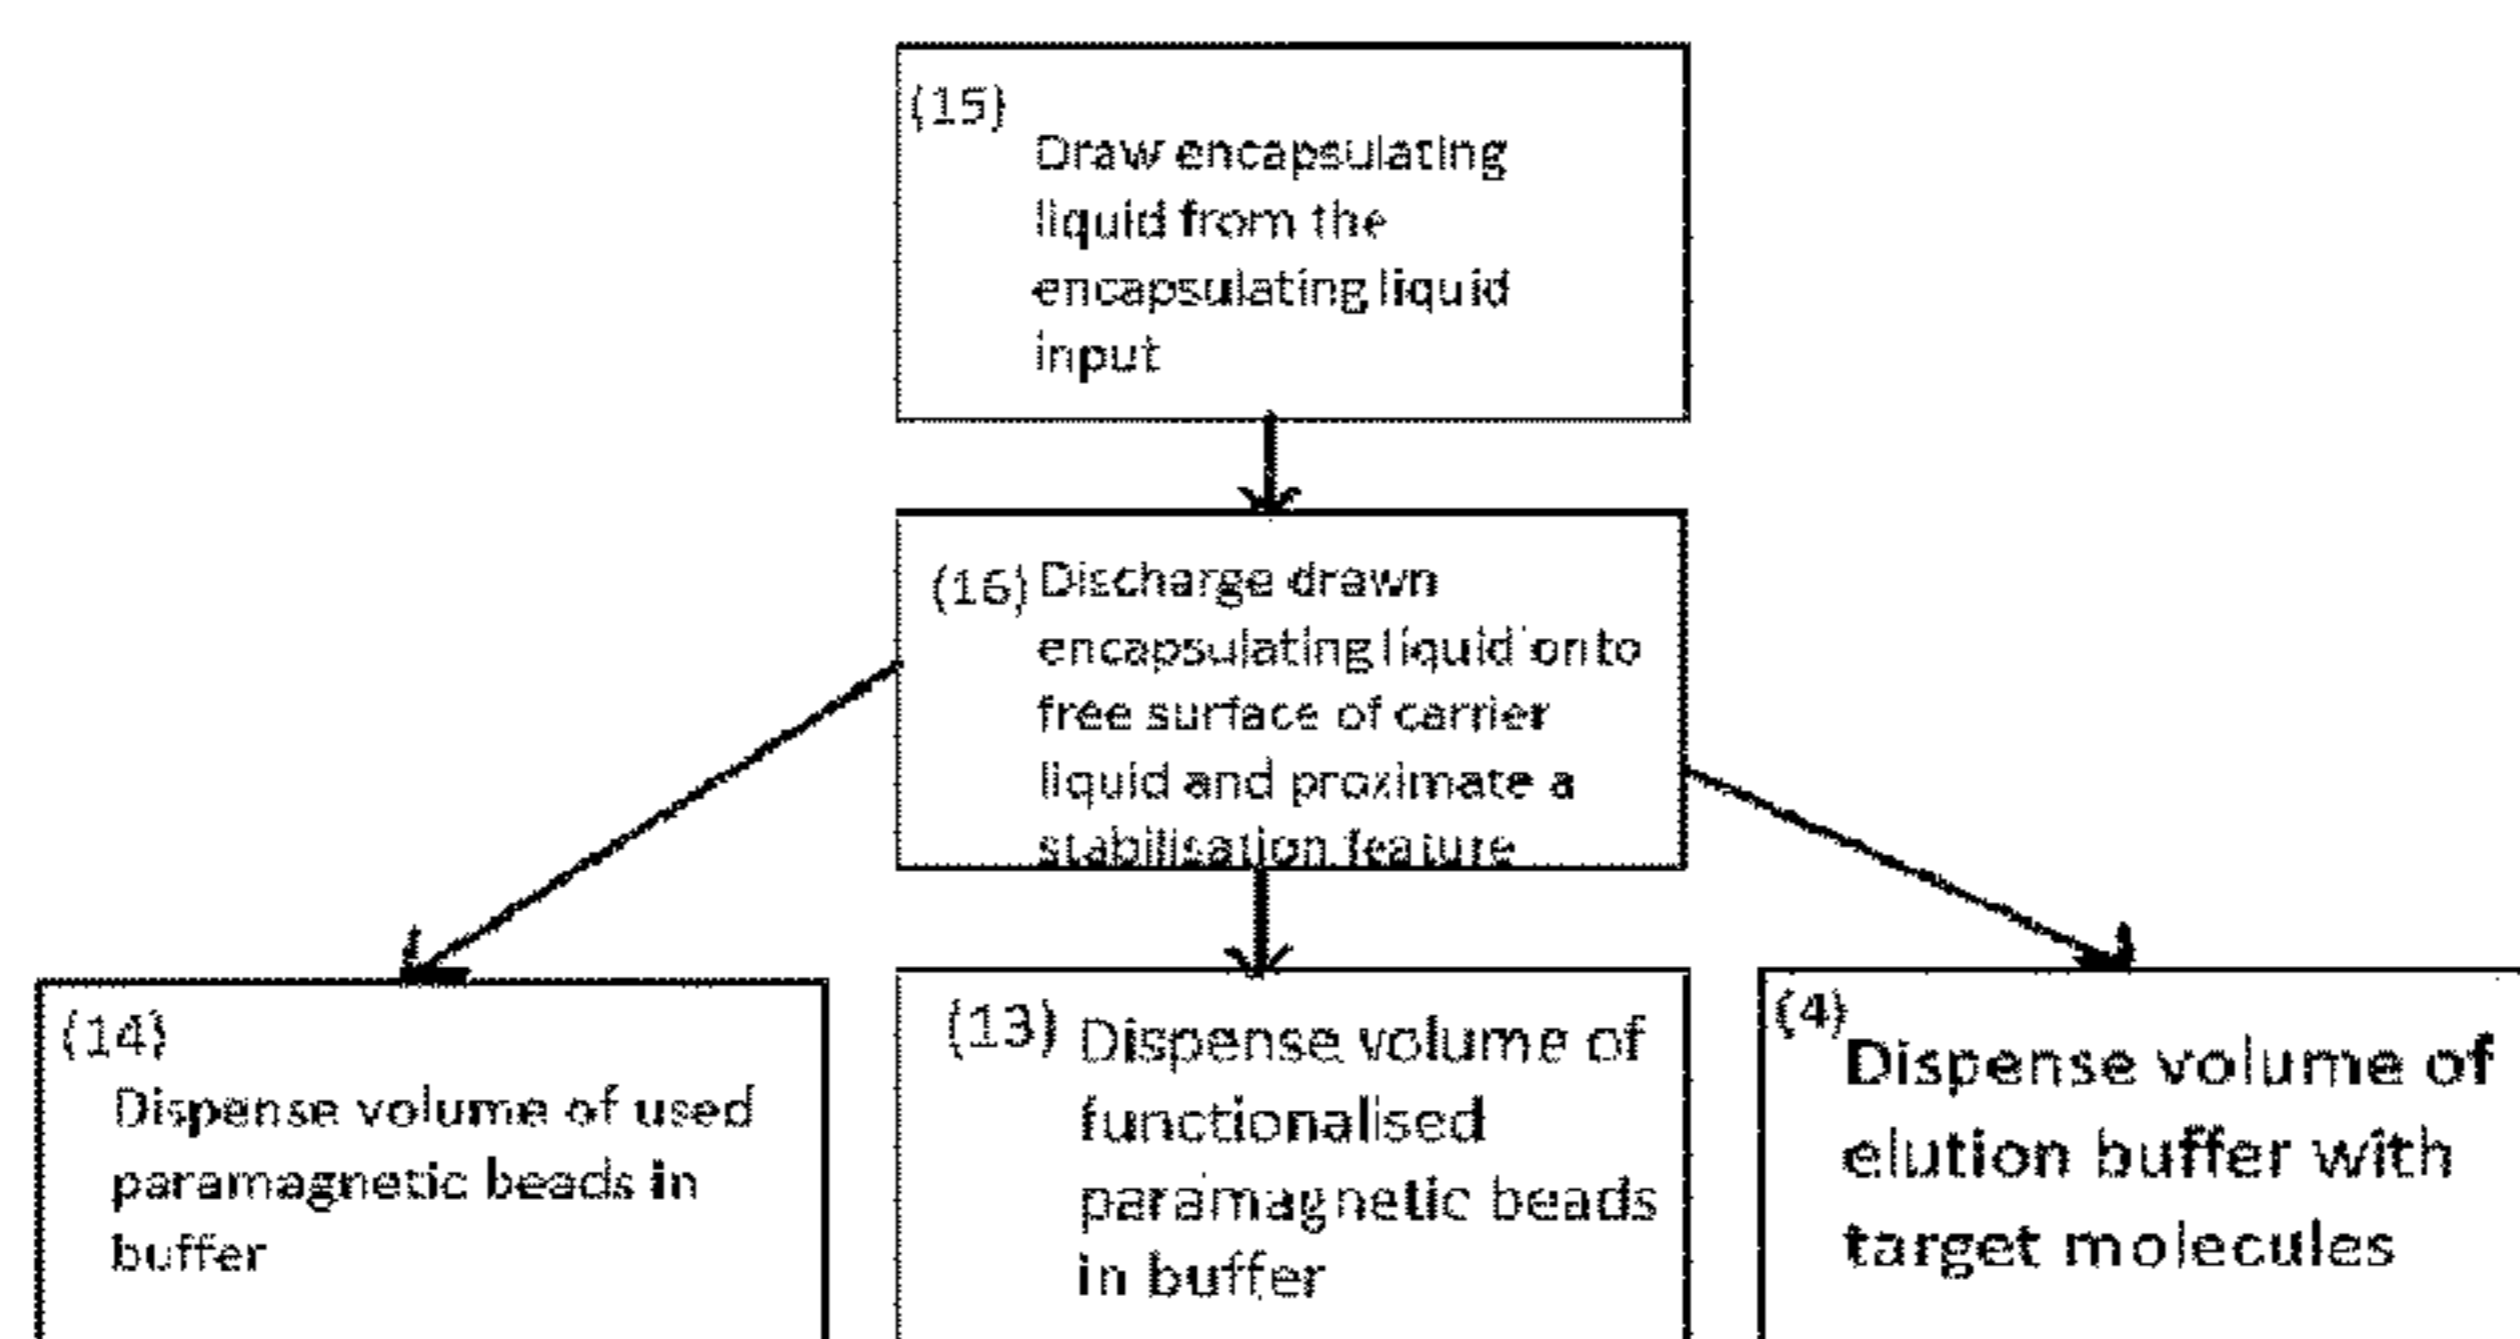 (15)
Draw encapsulating
liquid from the
encapsulating liquid
input
(16) Discharge drawn
encapsulating liquid onto
free surface of carrier
liquid and proximate a
stabilisation feature
(14)
Dispense volume of used
paramagnetic beads in
buffer
(13) Dispense volume of
functionalised
paramagnetic beads
in buffer
(4)
Dispense volume of
elution buffer with
target molecules